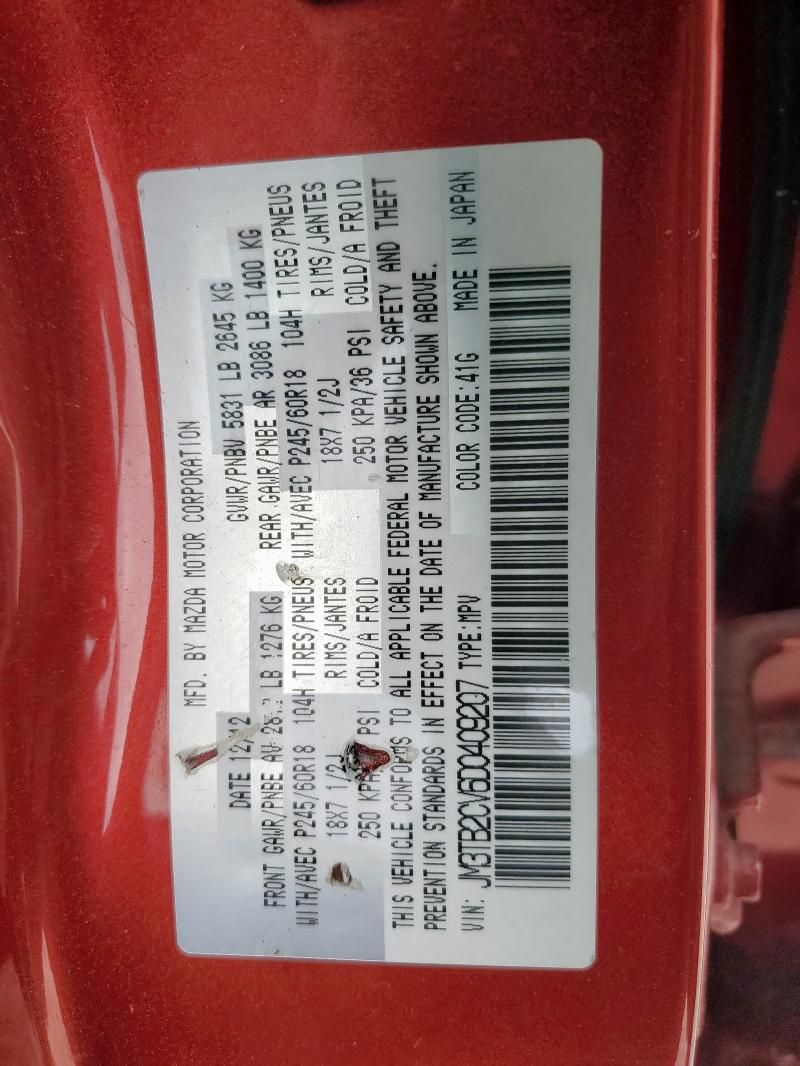 MFD. BY MAZDA MOTOR CORPORATION
DATE 12/12 GVWR/PNBV 5831 LB 2645 KG
FRONT GAWR/PNBE AV LB 1276 KG REAR GAWR/PNBE AR 3086 LB 1400 KG
WITH/AVEC P245/60R18 104H TIRES/PNEUS WITH/AVEC P245/60R18 104H TIRES/PNEUS
18X7 1/2J RIMS/JANTES 18X7 1/2J RIMS/JANTES
250 KPA PSI COLD/A FROID 250 KPA/36 PSI COLD/A FROID
THIS VEHICLE CONFORMS TO ALL APPLICABLE FEDERAL MOTOR VEHICLE SAFETY AND THEFT
PREVENTION STANDARDS IN EFFECT ON THE DATE OF MANUFACTURE SHOWN ABOVE.
VIN: JM3TB2CV6D0409207 TYPE:MPV COLOR CODE:41G MADE IN JAPAN